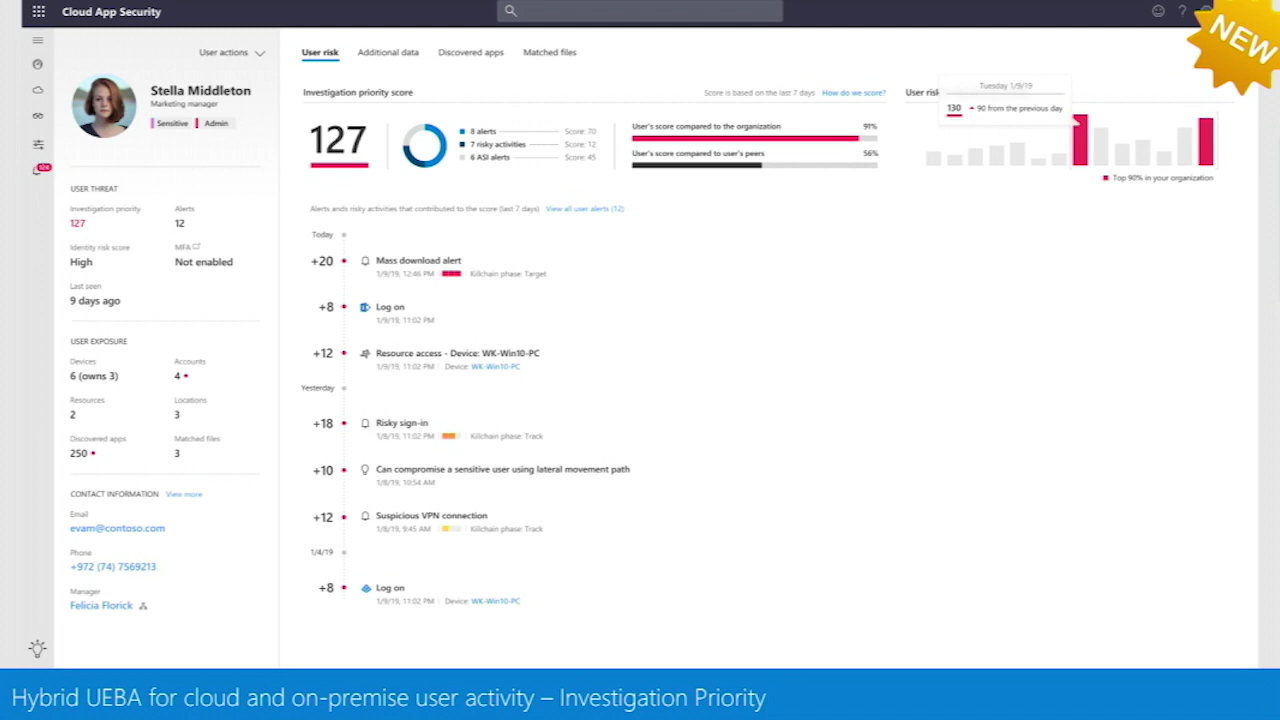 Cloud App Security
?
NEW
User actions
Stella Middleton
Marketing manager
Sensitive Admin
126
USER THREAT
Investigation priority Alerts
127 12
Identity risk score MFA
High Not enabled
Last seen
9 days ago
USER EXPOSURE
Devices Accounts
6 (owns 3) 4
Resources Locations
2 3
Discovered apps Matched files
250 3
CONTACT INFORMATION View more
Email
evam@contoso.com
Phone
+972 (74) 7569213
Manager
Felicia Florick
User risk Additional data Discovered apps Matched files
Investigation priority score Score is based on the last 7 days How do we score?
127
8 alerts Score: 70
7 risky activities Score: 12
6 ASI alerts Score: 45
User's score compared to the organization 91%
User's score compared to user's peers 56%
User risk
Tuesday 1/9/19
130 90 from the previous day
Top 90% in your organization
Alerts ands risky activities that contributed to the score (last 7 days) View all user alerts (12)
Today
+20 Mass download alert
1/9/19, 12:46 PM Killchain phase: Target
+8 Log on
1/9/19, 11:02 PM
+12 Resource access - Device: WK-Win10-PC
1/9/19, 11:02 PM Device: WK-Win10-PC
Yesterday
+18 Risky sign-in
1/8/19, 11:02 PM Killchain phase: Track
+10 Can compromise a sensitive user using lateral movement path
1/8/19, 10:54 AM
+12 Suspicious VPN connection
1/8/19, 9:45 AM Killchain phase: Track
1/4/19
+8 Log on
1/9/19, 11:02 PM Device: WK-Win10-PC
Hybrid UEBA for cloud and on-premise user activity – Investigation Priority